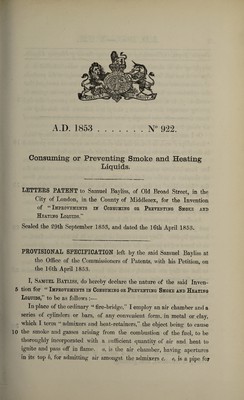 A.D. 1853 . . . . . . . N° 922.
Consuming or Preventing Smoke and Heating
Liquids.
LETTERS PATENT to Samuel Bayliss, of Old Broad Street, in the
City of London, in the County of Middlesex, for the Invention
of "IMPROVEMENTS IN CONSUMING OR PREVENTING SMOKE AND
HEATING LIQUIDS."
Sealed the 29th September 1853, and dated the 16th April 1853.
PROVISIONAL SPECIFICATION left by the said Samuel Bayliss at
the Office of the Commissioners of Patents, with his Petition, on
the 16th April 1853.
I, SAMUEL BAYLISS, do hereby declare the nature of the said Inven-
5 tion for "IMPROVEMENTS IN CONSUMING OR PREVENTING SMOKE AND HEATING
LIQUIDS," to be as follows:—
In place of the ordinary "fire-bridge," I employ an air chamber and a
series of cylinders or bars, of any convenient form, in metal or clay,
which I term "admixers and heat-retainers," the object being to cause
10 the smoke and gasses arising from the combustion of the fuel, to be
thoroughly incorporated with a sufficient quantity of air and heat to
ignite and pass off in flame. a, is the air chamber, having apertures
in its top b, for admitting air amongst the admixers c. e, is a pipe for